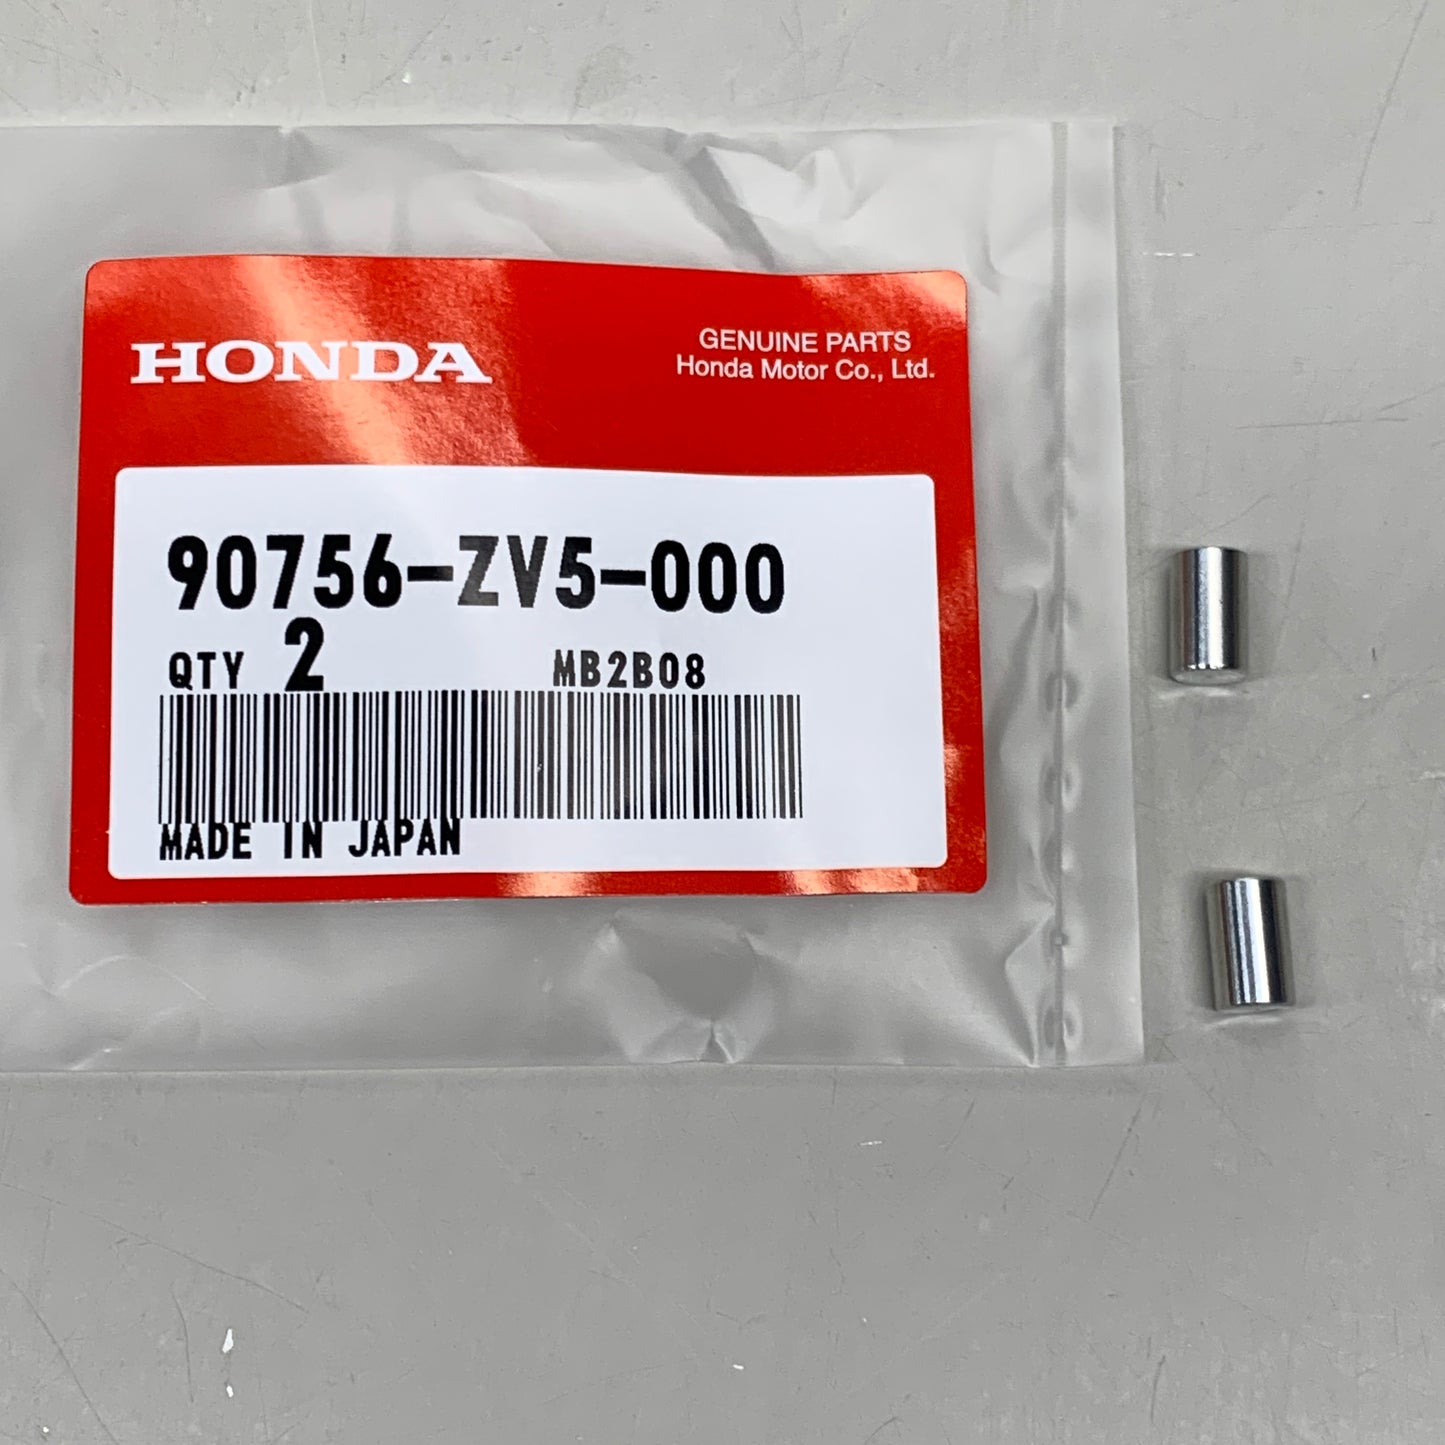 HONDA
GENUINE PARTS
Honda Motor Co., Ltd.
90756-ZV5-000
QTY 2 MB2B08
MADE IN JAPAN